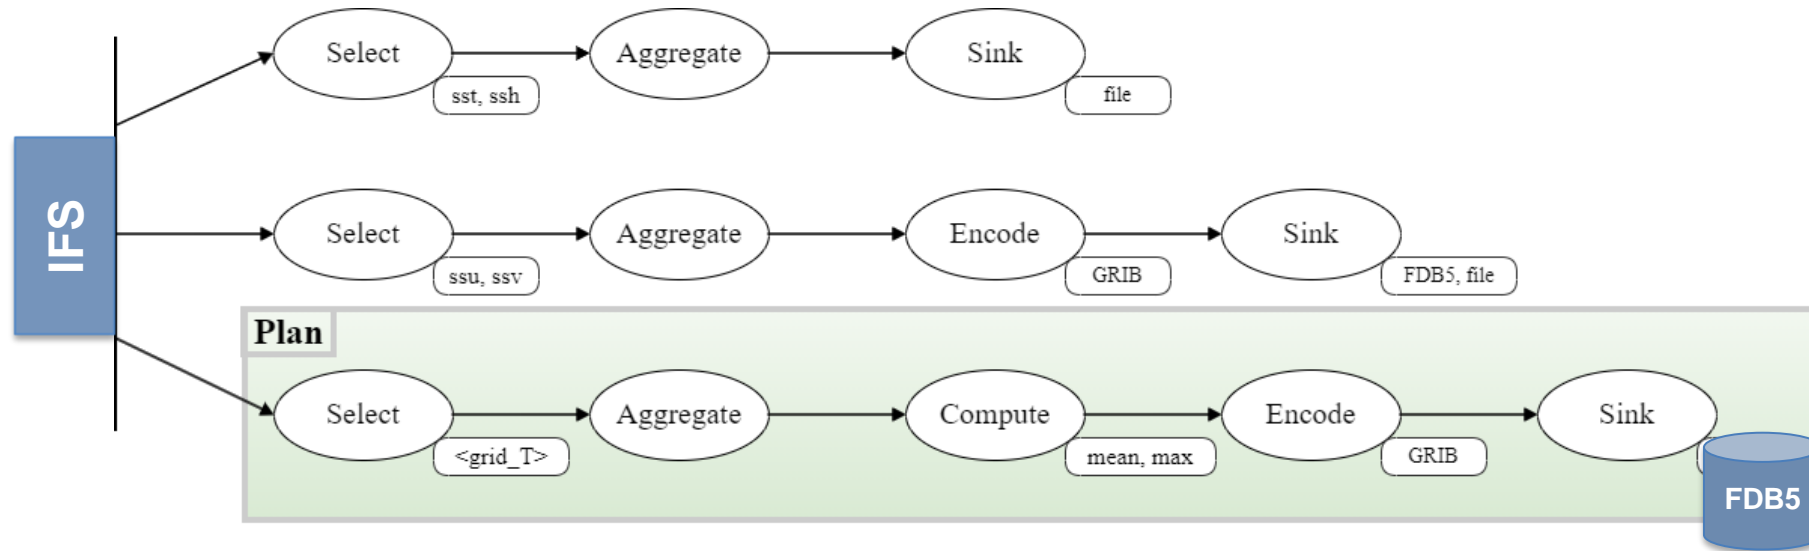 Select
Aggregate
Sink
sst, ssh
file
IFS
Select
Aggregate
Encode
Sink
ssu, ssv
GRIB
FDB5, file
Plan
Select
Aggregate
Compute
Encode
Sink
<grid_T>
mean, max
GRIB
FDB5